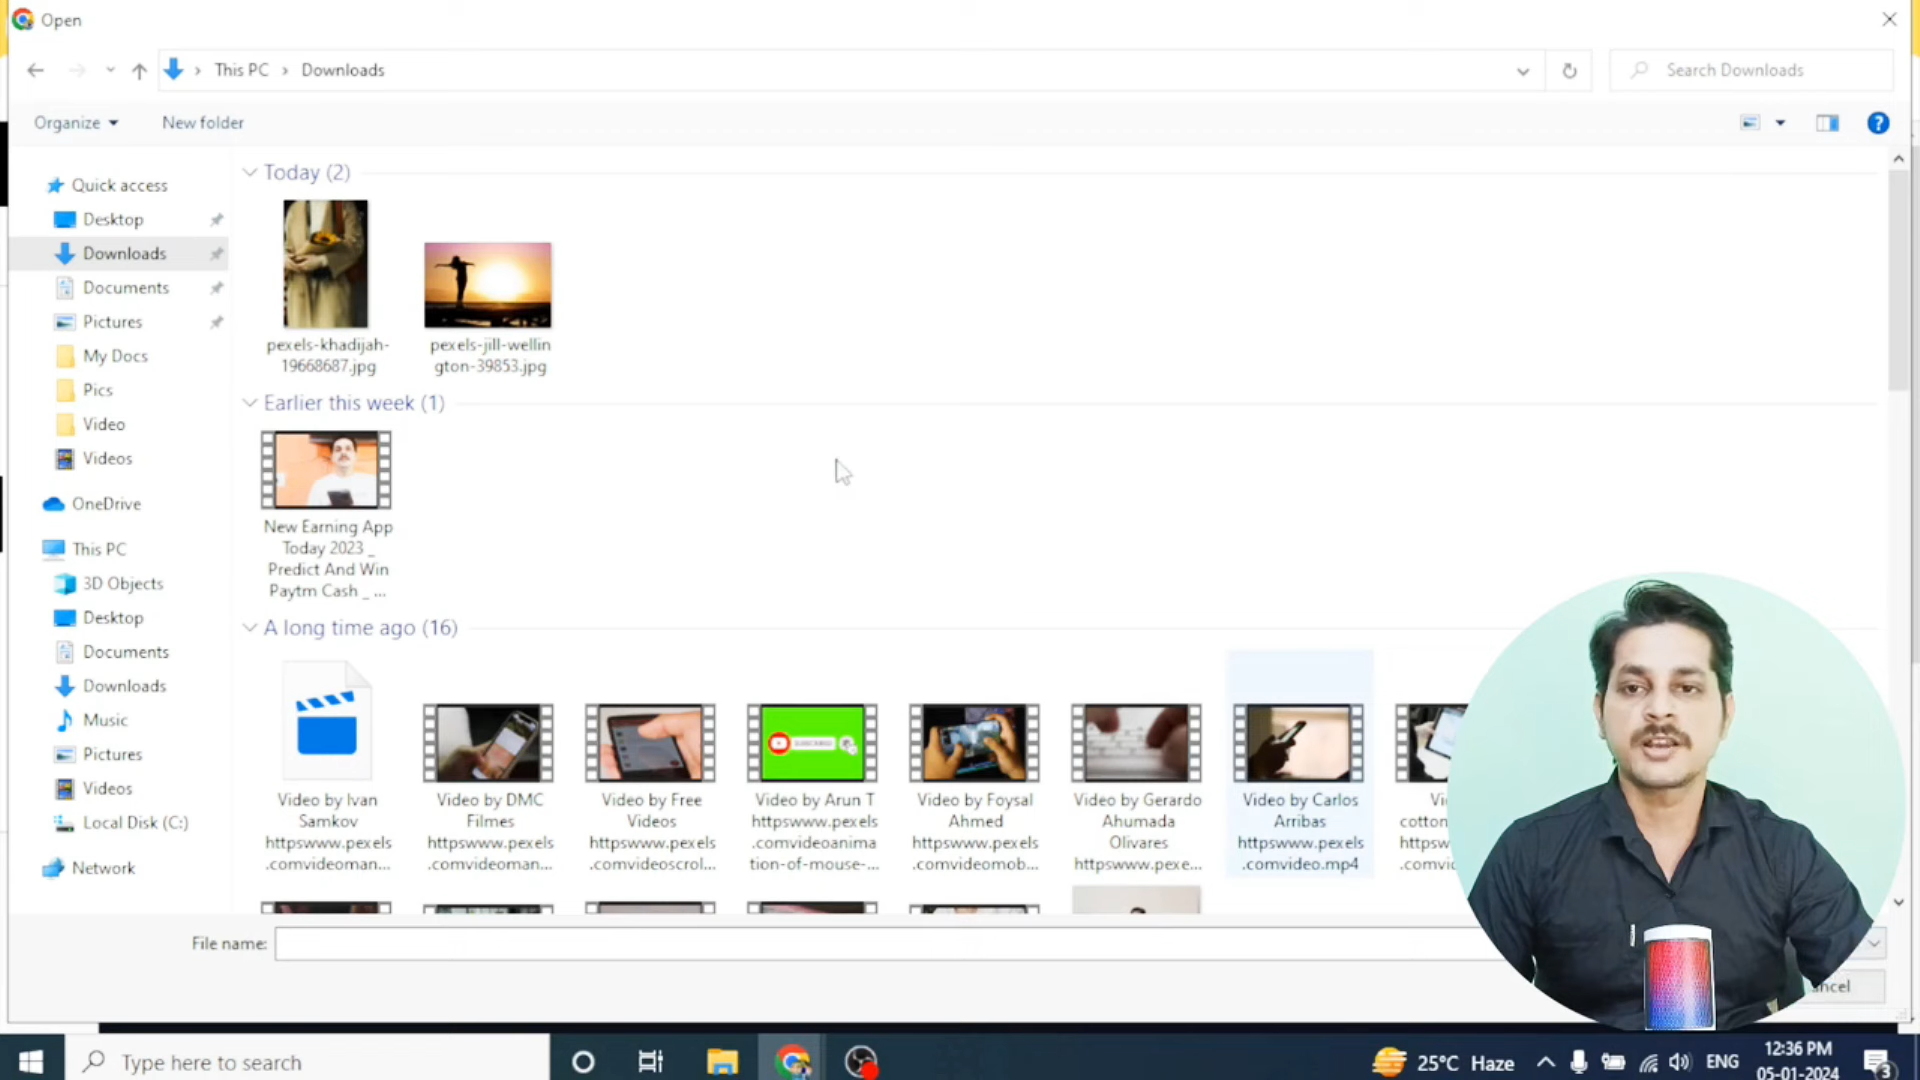 Open
This PC
Downloads
Search Downloads
Organize
New folder
Quick access
Desktop
Downloads
Documents
Pictures
My Docs
Pics
Video
Videos
OneDrive
This PC
3D Objects
Desktop
Documents
Downloads
Music
Pictures
Videos
Local Disk (C:)
Network
Today (2)
pexels-khadijah-
19668687.jpg
pexels-jill-wellin
gton-39853.jpg
Earlier this week (1)
New Earning App
Today 2023 _
Predict And Win
Paytm Cash _ ...
A long time ago (16)
Video by Ivan
Samkov
httpswww.pexels
.comvideoman...
Video by DMC
Filmes
httpswww.pexels
.comvideoman...
Video by Free
Videos
httpswww.pexels
.comvideoscrol...
SUBSCRIBED
Video by Arun T
httpswww.pexels
.comvideoanima
tion-of-mouse-...
Video by Foysal
Ahmed
httpswww.pexels
.comvideomob...
Video by Gerardo
Ahumada
Olivares
httpswww.pexe...
Video by Carlos
Arribas
httpswww.pexels
.comvideo.mp4
File name:
Type here to search
25°C Haze
ENG
12:36 PM
05-01-2024
3